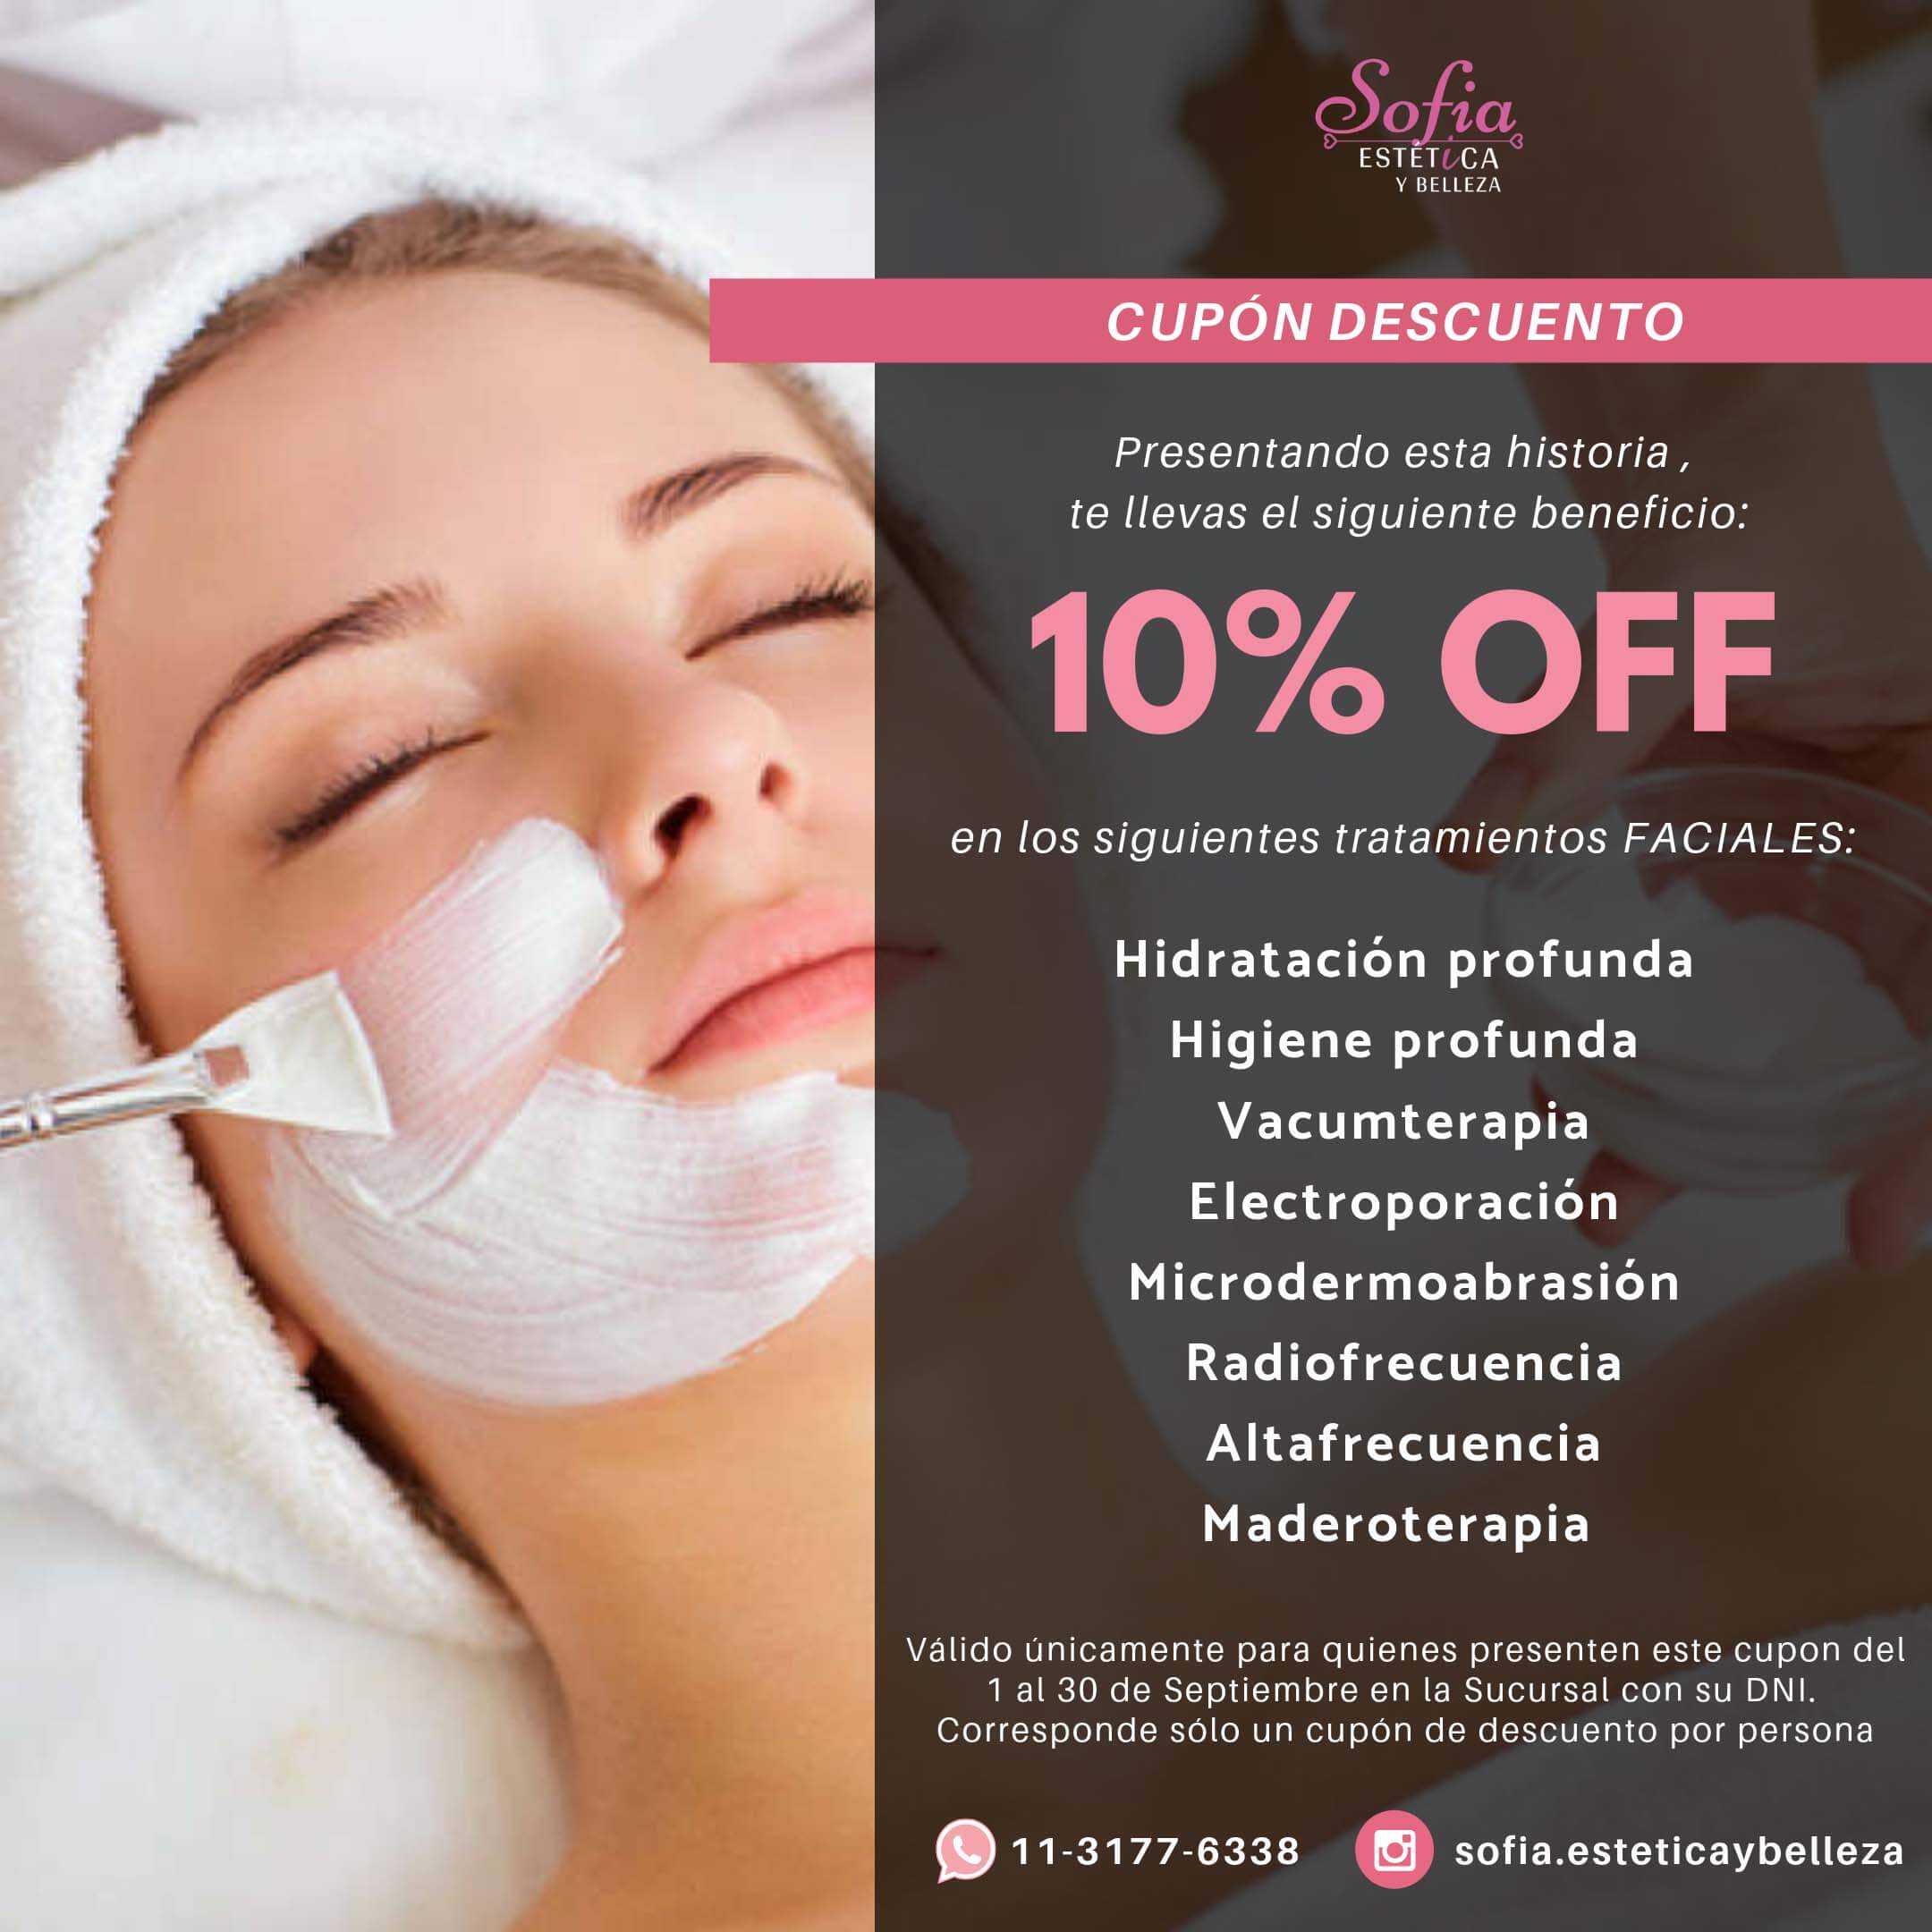 Sofia
ESTÉTiCA
Y BELLEZA
CUPÓN DESCUENTO
Presentando esta historia ,
te llevas el siguiente beneficio:
10% OFF
en los siguientes tratamientos FACIALES:
Hidratación profunda
Higiene profunda
Vacumterapia
Electroporación
Microdermoabrasión
Radiofrecuencia
Altafrecuencia
Maderoterapia
Válido únicamente para quienes presenten este cupon del
1 al 30 de Septiembre en la Sucursal con su DNI.
Corresponde sólo un cupón de descuento por persona
11-3177-6338
sofia.esteticaybelleza